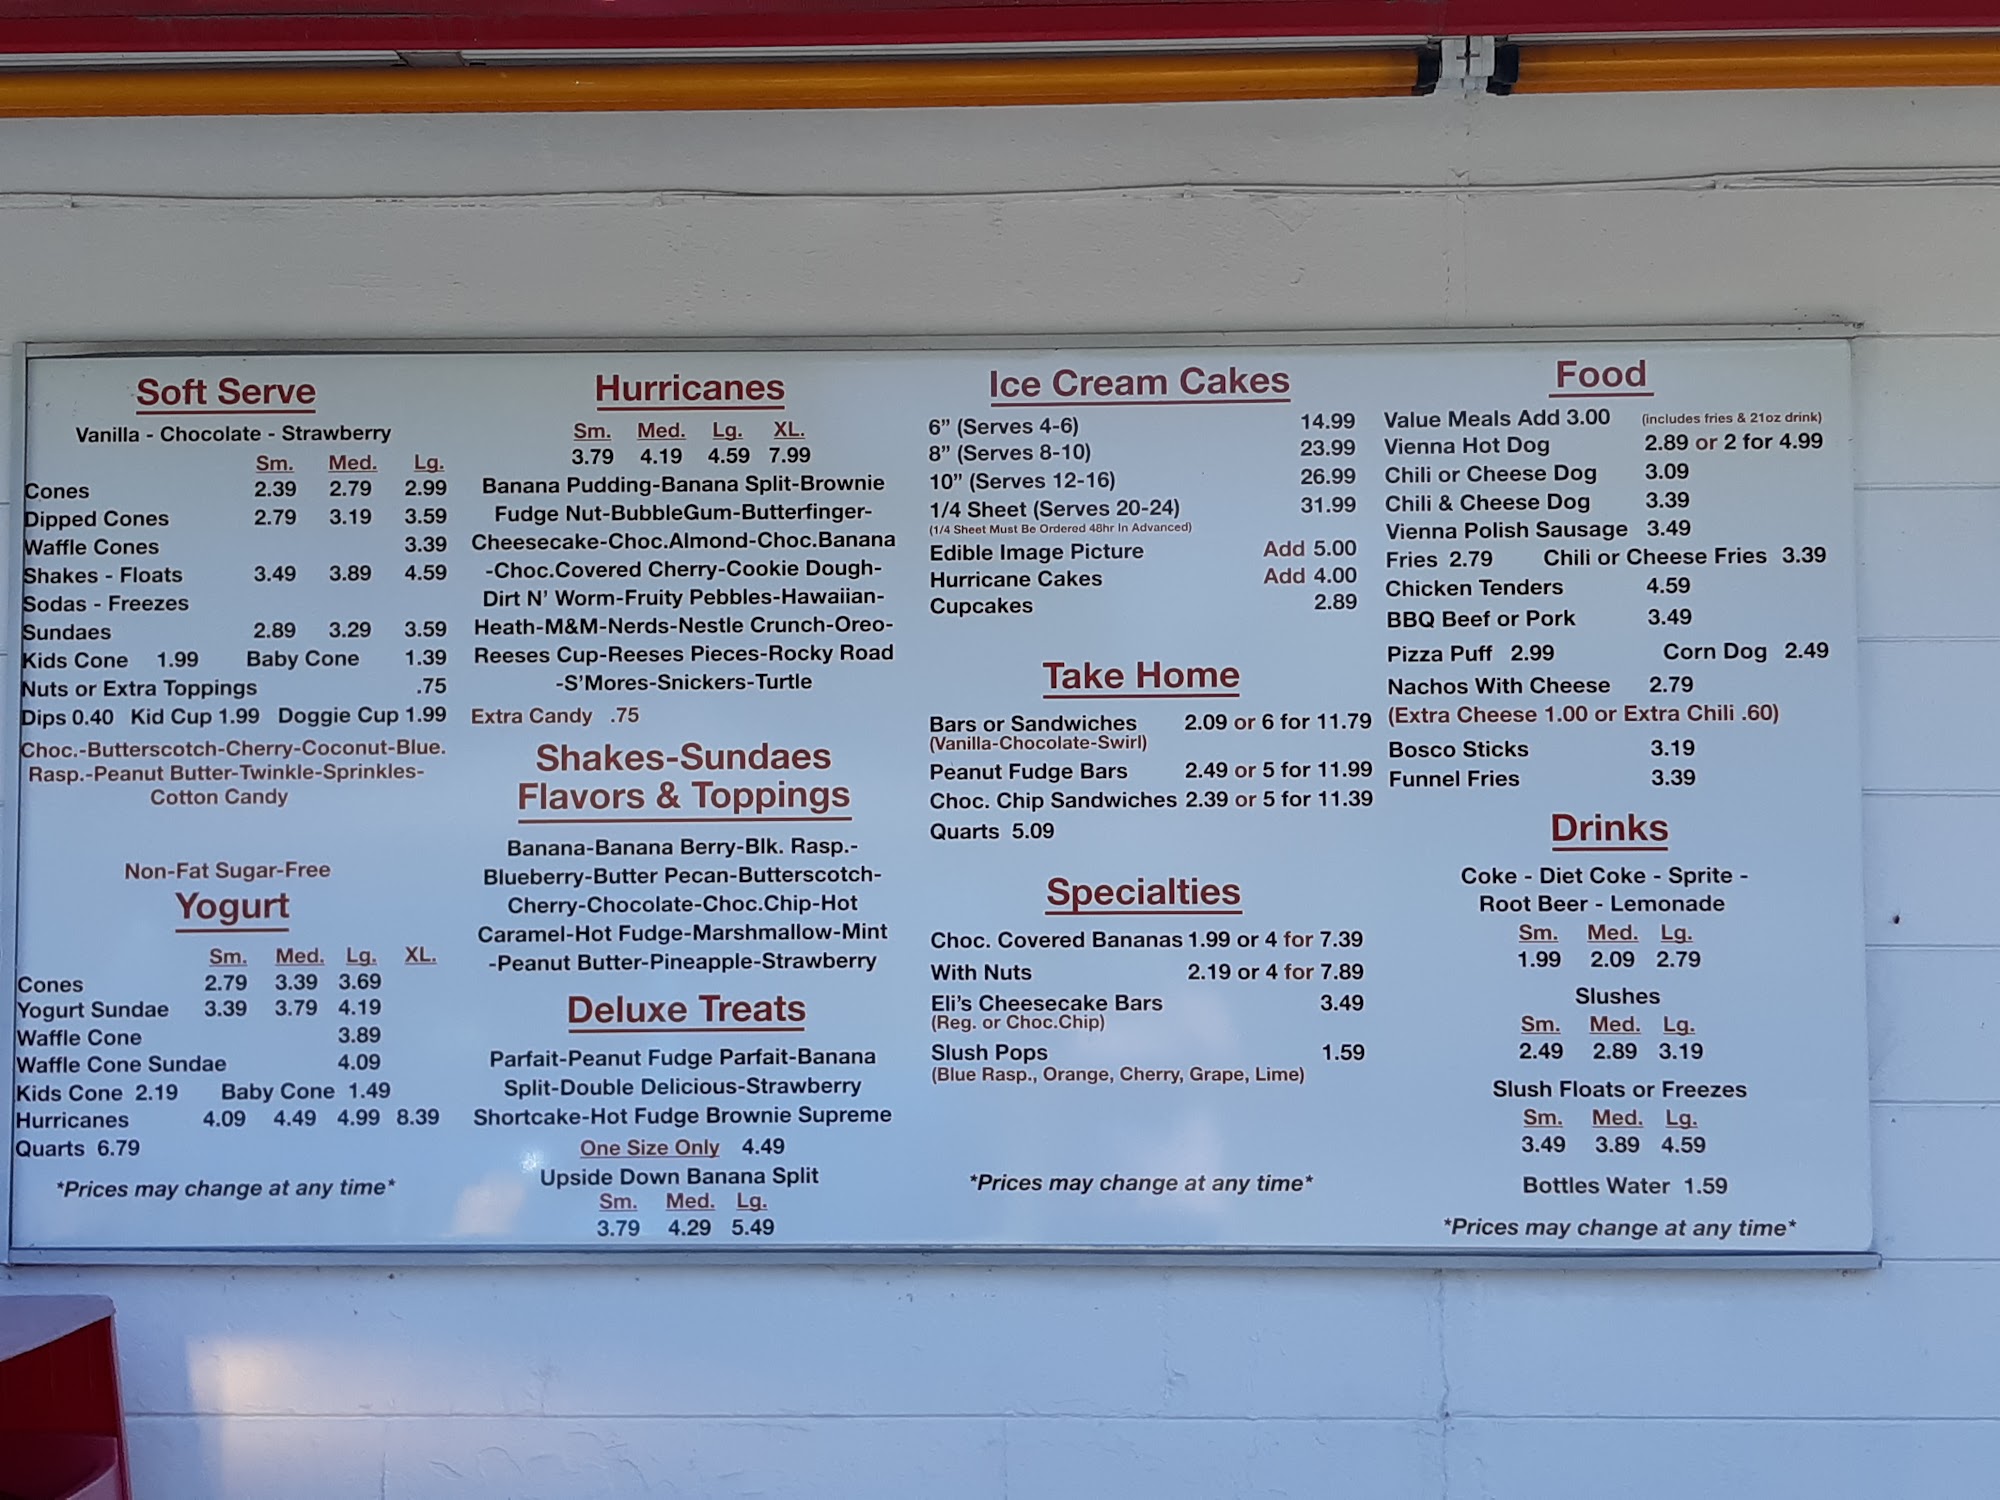 Soft Serve
Vanilla - Chocolate - Strawberry
Sm. Med. Lg.
Cones 2.39 2.79 2.99
Dipped Cones 2.79 3.19 3.59
Waffle Cones 3.39
Shakes - Floats 3.49 3.89 4.59
Sodas - Freezes
Sundaes 2.89 3.29 3.59
Kids Cone 1.99 Baby Cone 1.39
Nuts or Extra Toppings .75
Dips 0.40 Kid Cup 1.99 Doggie Cup 1.99
Choc.-Butterscotch-Cherry-Coconut-Blue.
Rasp.-Peanut Butter-Twinkle-Sprinkles-
Cotton Candy
Non-Fat Sugar-Free
Yogurt
Sm. Med. Lg. XL.
Cones 2.79 3.39 3.69
Yogurt Sundae 3.39 3.79 4.19
Waffle Cone 3.89
Waffle Cone Sundae 4.09
Kids Cone 2.19 Baby Cone 1.49
Hurricanes 4.09 4.49 4.99 8.39
Quarts 6.79
*Prices may change at any time*
Hurricanes
Sm. Med. Lg. XL.
3.79 4.19 4.59 7.99
Banana Pudding-Banana Split-Brownie
Fudge Nut-BubbleGum-Butterfinger-
Cheesecake-Choc.Almond-Choc.Banana
-Choc.Covered Cherry-Cookie Dough-
Dirt N' Worm-Fruity Pebbles-Hawaiian-
Heath-M&M-Nerds-Nestle Crunch-Oreo-
Reeses Cup-Reeses Pieces-Rocky Road
-S'Mores-Snickers-Turtle
Extra Candy .75
Shakes-Sundaes
Flavors & Toppings
Banana-Banana Berry-Blk. Rasp.-
Blueberry-Butter Pecan-Butterscotch-
Cherry-Chocolate-Choc.Chip-Hot
Caramel-Hot Fudge-Marshmallow-Mint
-Peanut Butter-Pineapple-Strawberry
Deluxe Treats
Parfait-Peanut Fudge Parfait-Banana
Split-Double Delicious-Strawberry
Shortcake-Hot Fudge Brownie Supreme
One Size Only 4.49
Upside Down Banana Split
Sm. Med. Lg.
3.79 4.29 5.49
Ice Cream Cakes
6” (Serves 4-6) 14.99
8” (Serves 8-10) 23.99
10” (Serves 12-16) 26.99
1/4 Sheet (Serves 20-24) 31.99
(1/4 Sheet Must Be Ordered 48hr In Advanced)
Edible Image Picture Add 5.00
Hurricane Cakes Add 4.00
Cupcakes 2.89
Take Home
Bars or Sandwiches 2.09 or 6 for 11.79
(Vanilla-Chocolate-Swirl)
Peanut Fudge Bars 2.49 or 5 for 11.99
Choc. Chip Sandwiches 2.39 or 5 for 11.39
Quarts 5.09
Specialties
Choc. Covered Bananas 1.99 or 4 for 7.39
With Nuts 2.19 or 4 for 7.89
Eli's Cheesecake Bars 3.49
(Reg. or Choc.Chip)
Slush Pops 1.59
(Blue Rasp., Orange, Cherry, Grape, Lime)
*Prices may change at any time*
Food
Value Meals Add 3.00 (includes fries & 21oz drink)
Vienna Hot Dog 2.89 or 2 for 4.99
Chili or Cheese Dog 3.09
Chili & Cheese Dog 3.39
Vienna Polish Sausage 3.49
Fries 2.79 Chili or Cheese Fries 3.39
Chicken Tenders 4.59
BBQ Beef or Pork 3.49
Pizza Puff 2.99 Corn Dog 2.49
Nachos With Cheese 2.79
(Extra Cheese 1.00 or Extra Chili .60)
Bosco Sticks 3.19
Funnel Fries 3.39
Drinks
Coke - Diet Coke - Sprite -
Root Beer - Lemonade
Sm. Med. Lg.
1.99 2.09 2.79
Slushes
Sm. Med. Lg.
2.49 2.89 3.19
Slush Floats or Freezes
Sm. Med. Lg.
3.49 3.89 4.59
Bottles Water 1.59
*Prices may change at any time*